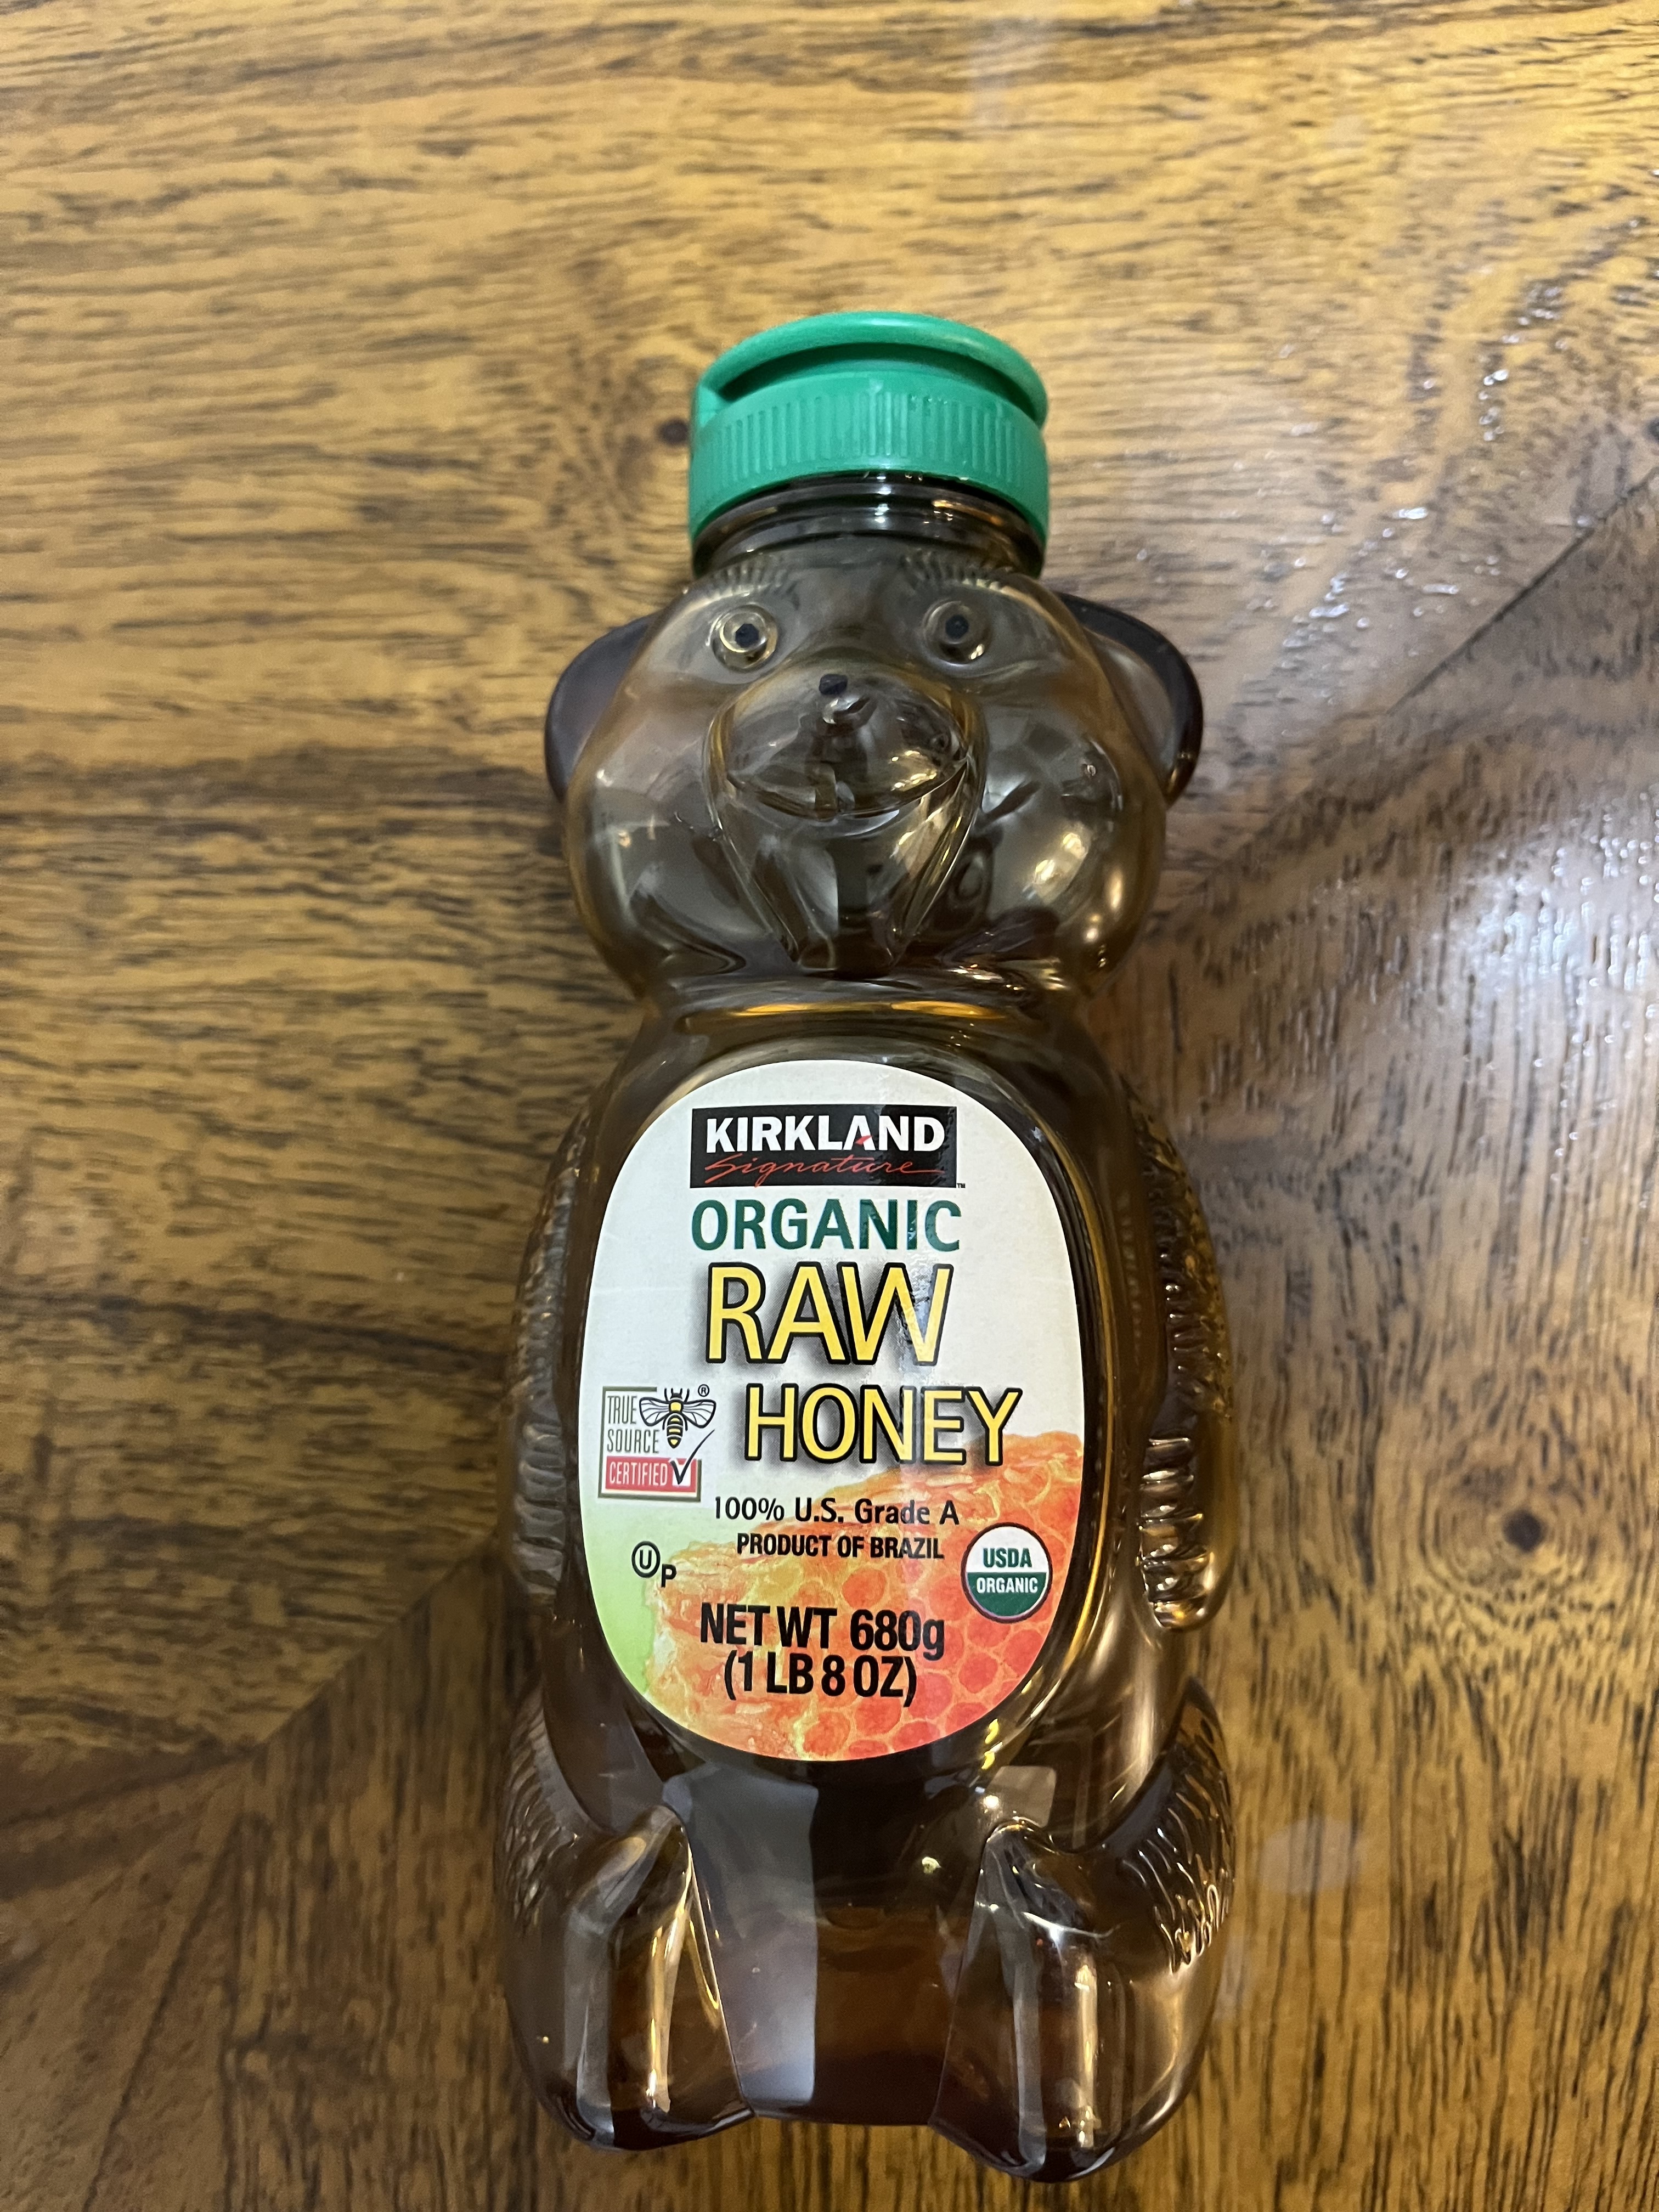 KIRKLAND
Signature™
ORGANIC
RAW
HONEY
TRUE
SOURCE
CERTIFIED
®
100% U.S. Grade A
PRODUCT OF BRAZIL
U
P
USDA
ORGANIC
NET WT 680g
(1 LB 8 OZ)